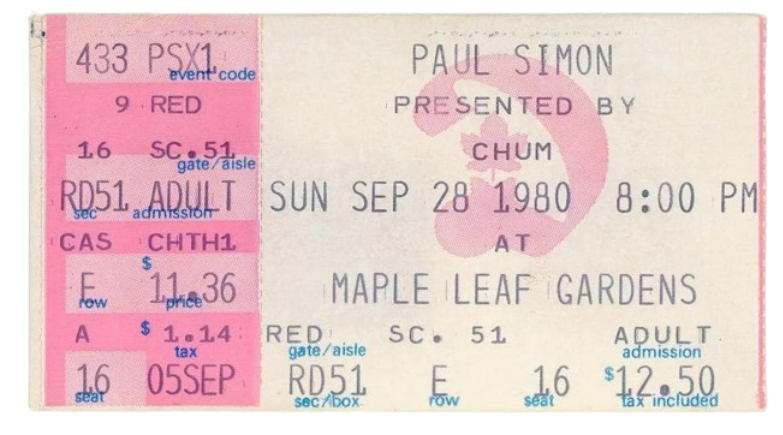 433 PSX1
event code
9 RED
16 SC.51
gate/aisle
RD51 ADULT
sec admission
CAS CHTH1
$
E 11.36
row price
A $ 1.14
tax
16 05SEP
seat
PAUL SIMON
PRESENTED BY
CHUM
SUN SEP 28 1980 8:00 PM
AT
MAPLE LEAF GARDENS
RED SC. 51 ADULT
gate/aisle admission
RD51 E 16 $12.50
sec/box row seat tax included